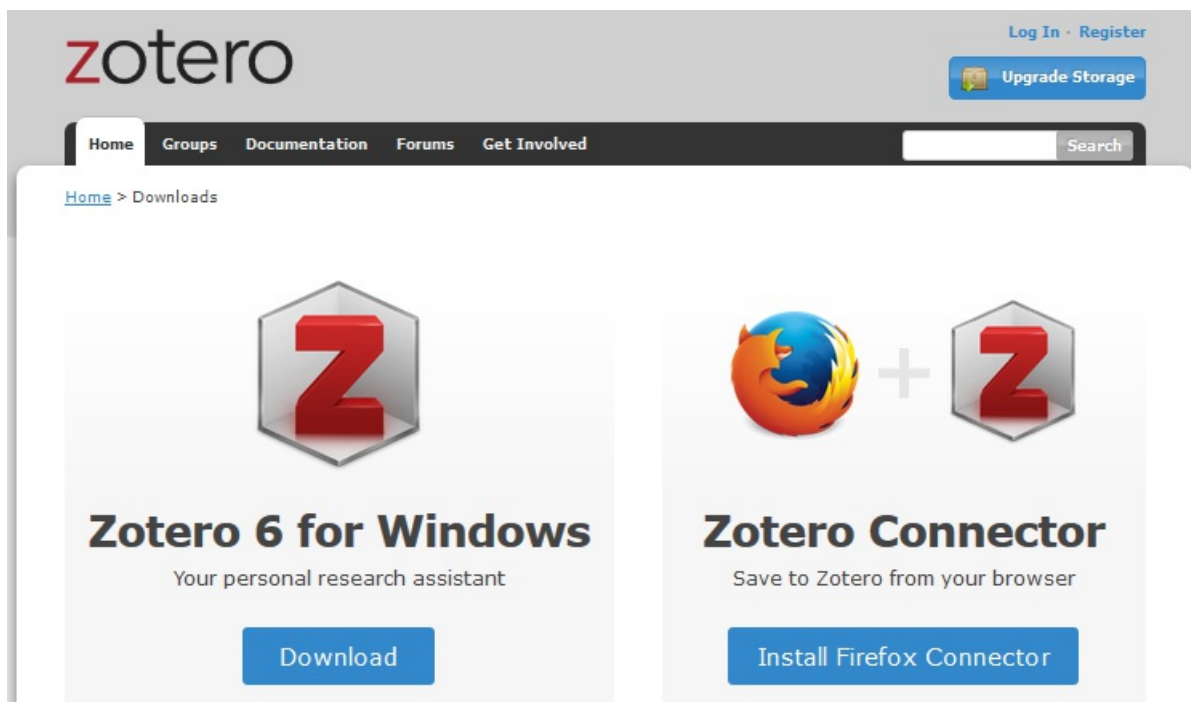 zotero
Log In · Register
Upgrade Storage
Home Groups Documentation Forums Get Involved Search
Home > Downloads
Z
Z
Zotero 6 for Windows
Your personal research assistant
Download
Zotero Connector
Save to Zotero from your browser
Install Firefox Connector